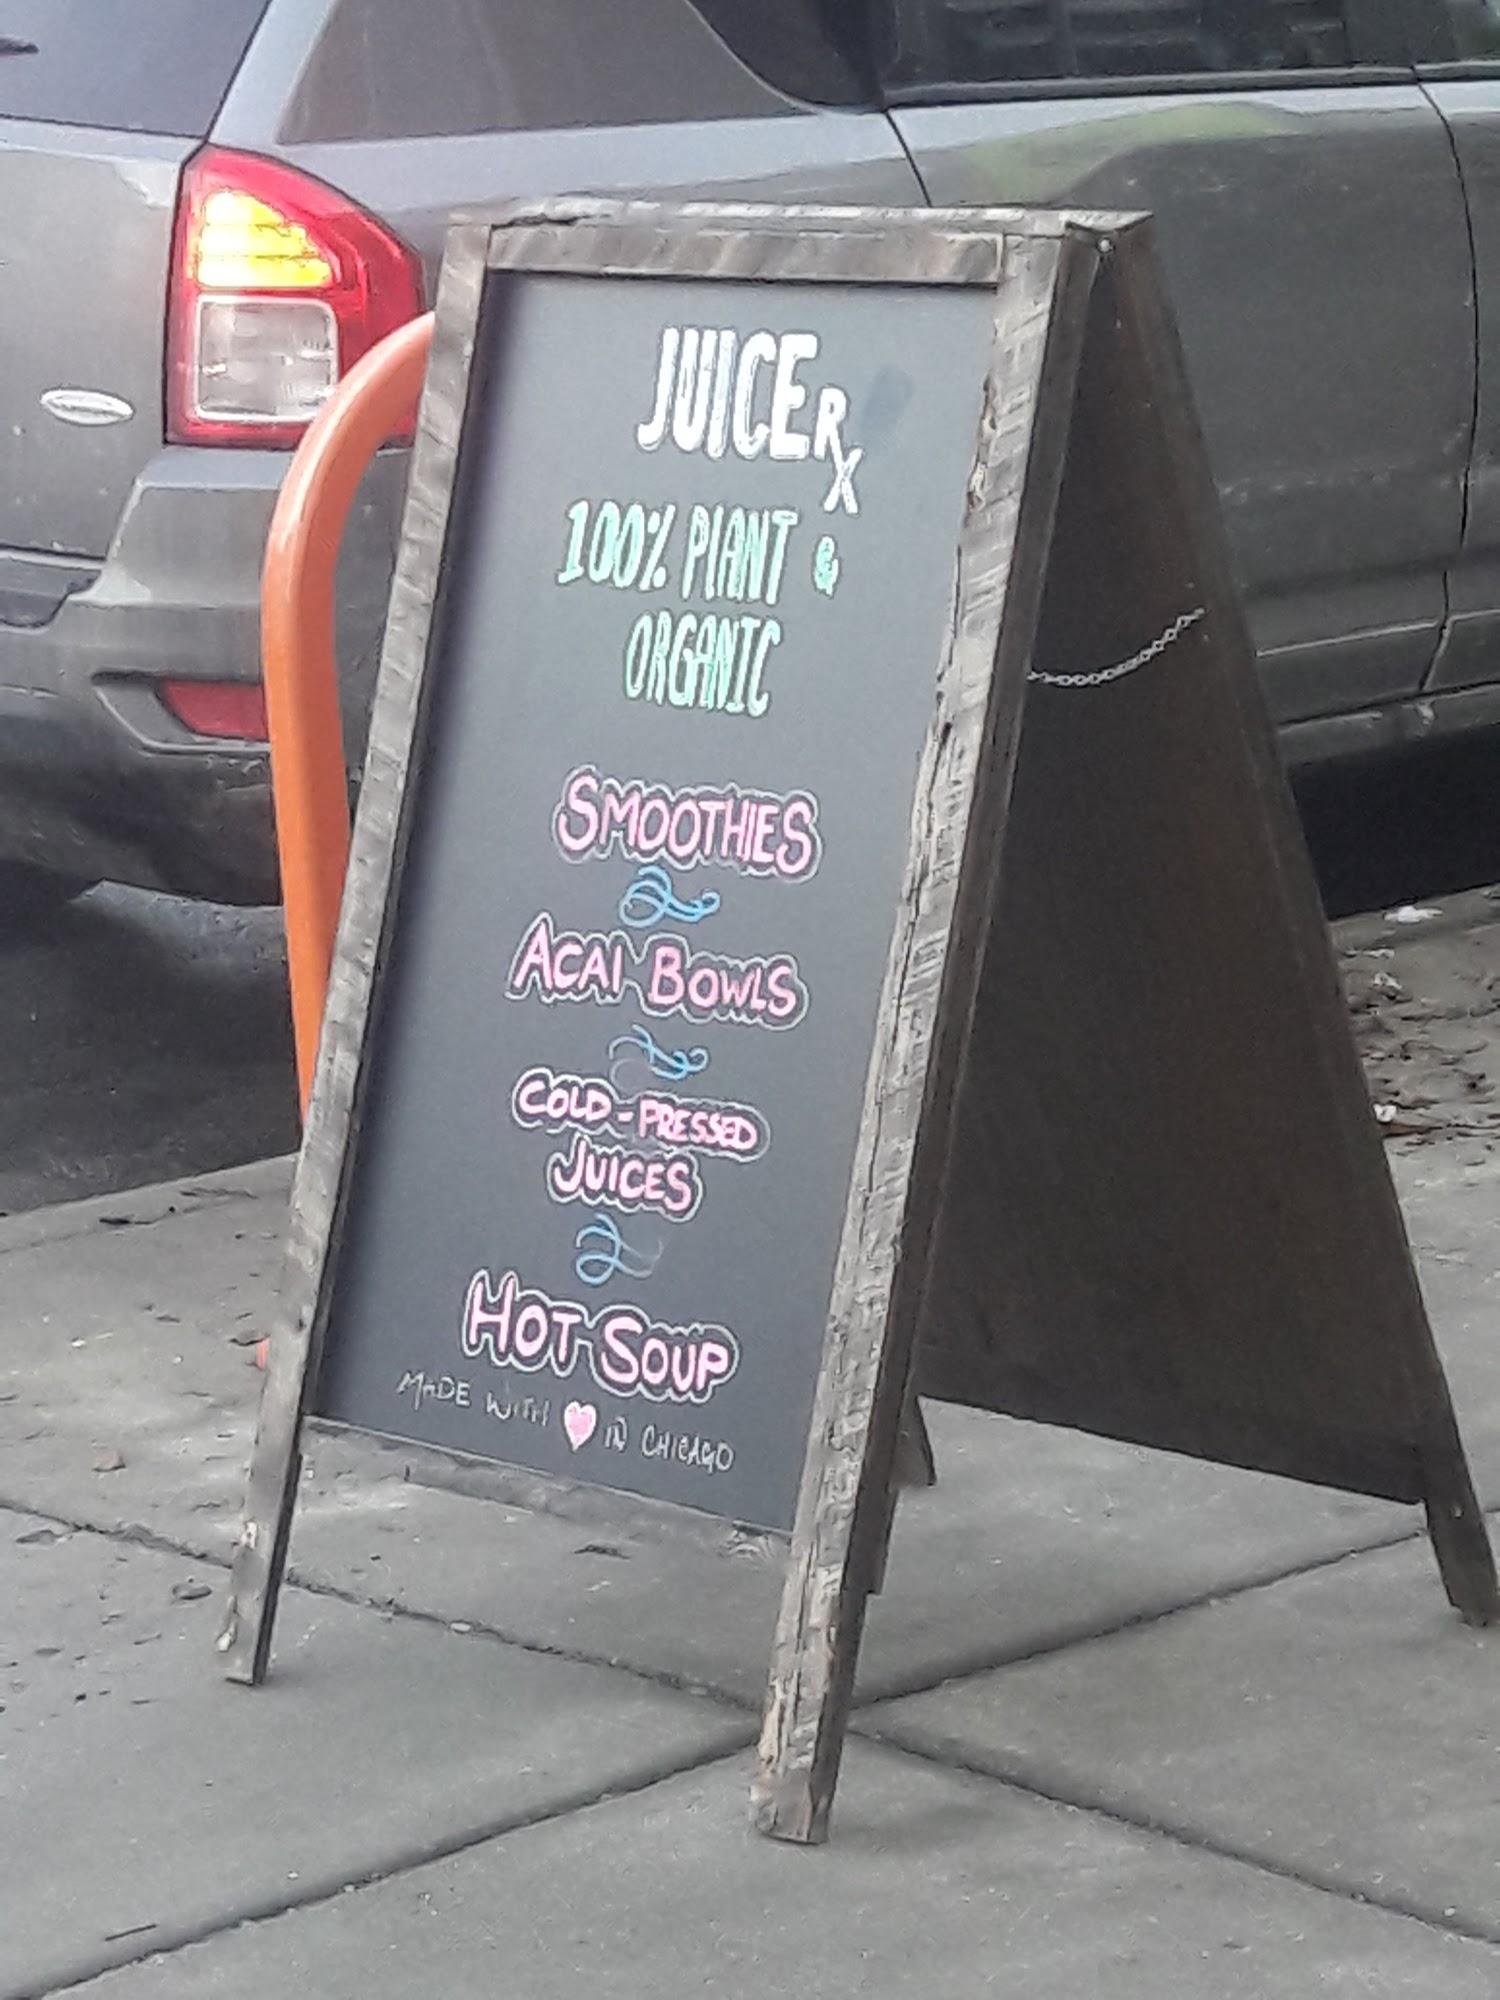 JUICERX
100% PLANT &
ORGANIC
SMOOTHIES
ACAI BOWLS
COLD-PRESSED
JUICES
HOT SOUP
MADE WITH ♥ IN CHICAGO